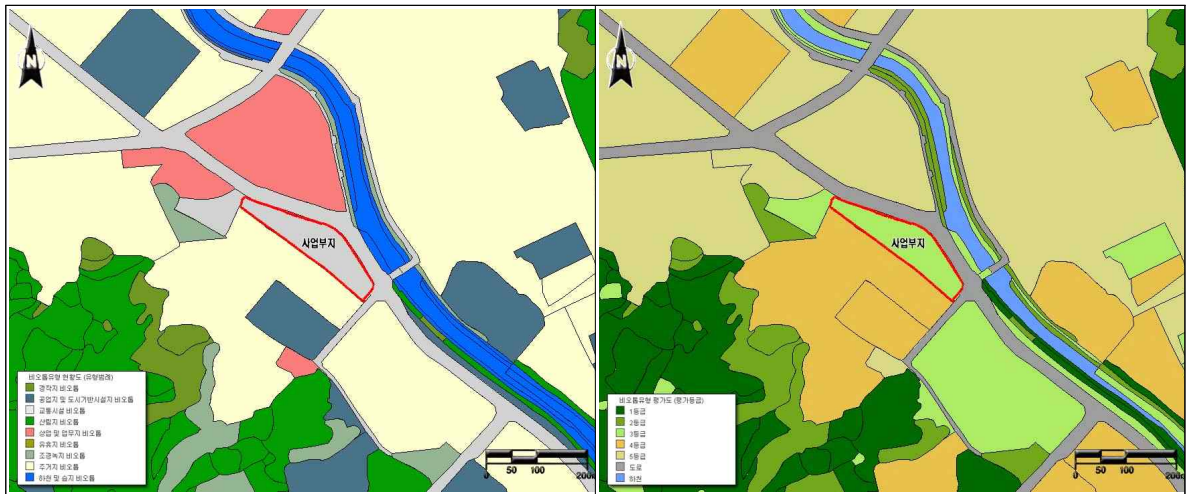 N
사업부지
비오톱유형 현황도 (유형범례)
경작지 비오톱
공업지 및 도시기반시설지 비오톱
교통시설 비오톱
산림지 비오톱
상업 및 업무지 비오톱
유휴지 비오톱
조경녹지 비오톱
주거지 비오톱
하천 및 습지 비오톱
0 50 100 200
N
사업부지
비오톱유형 평가도 (평가등급)
1등급
2등급
3등급
4등급
5등급
도로
하천
0 50 100 200